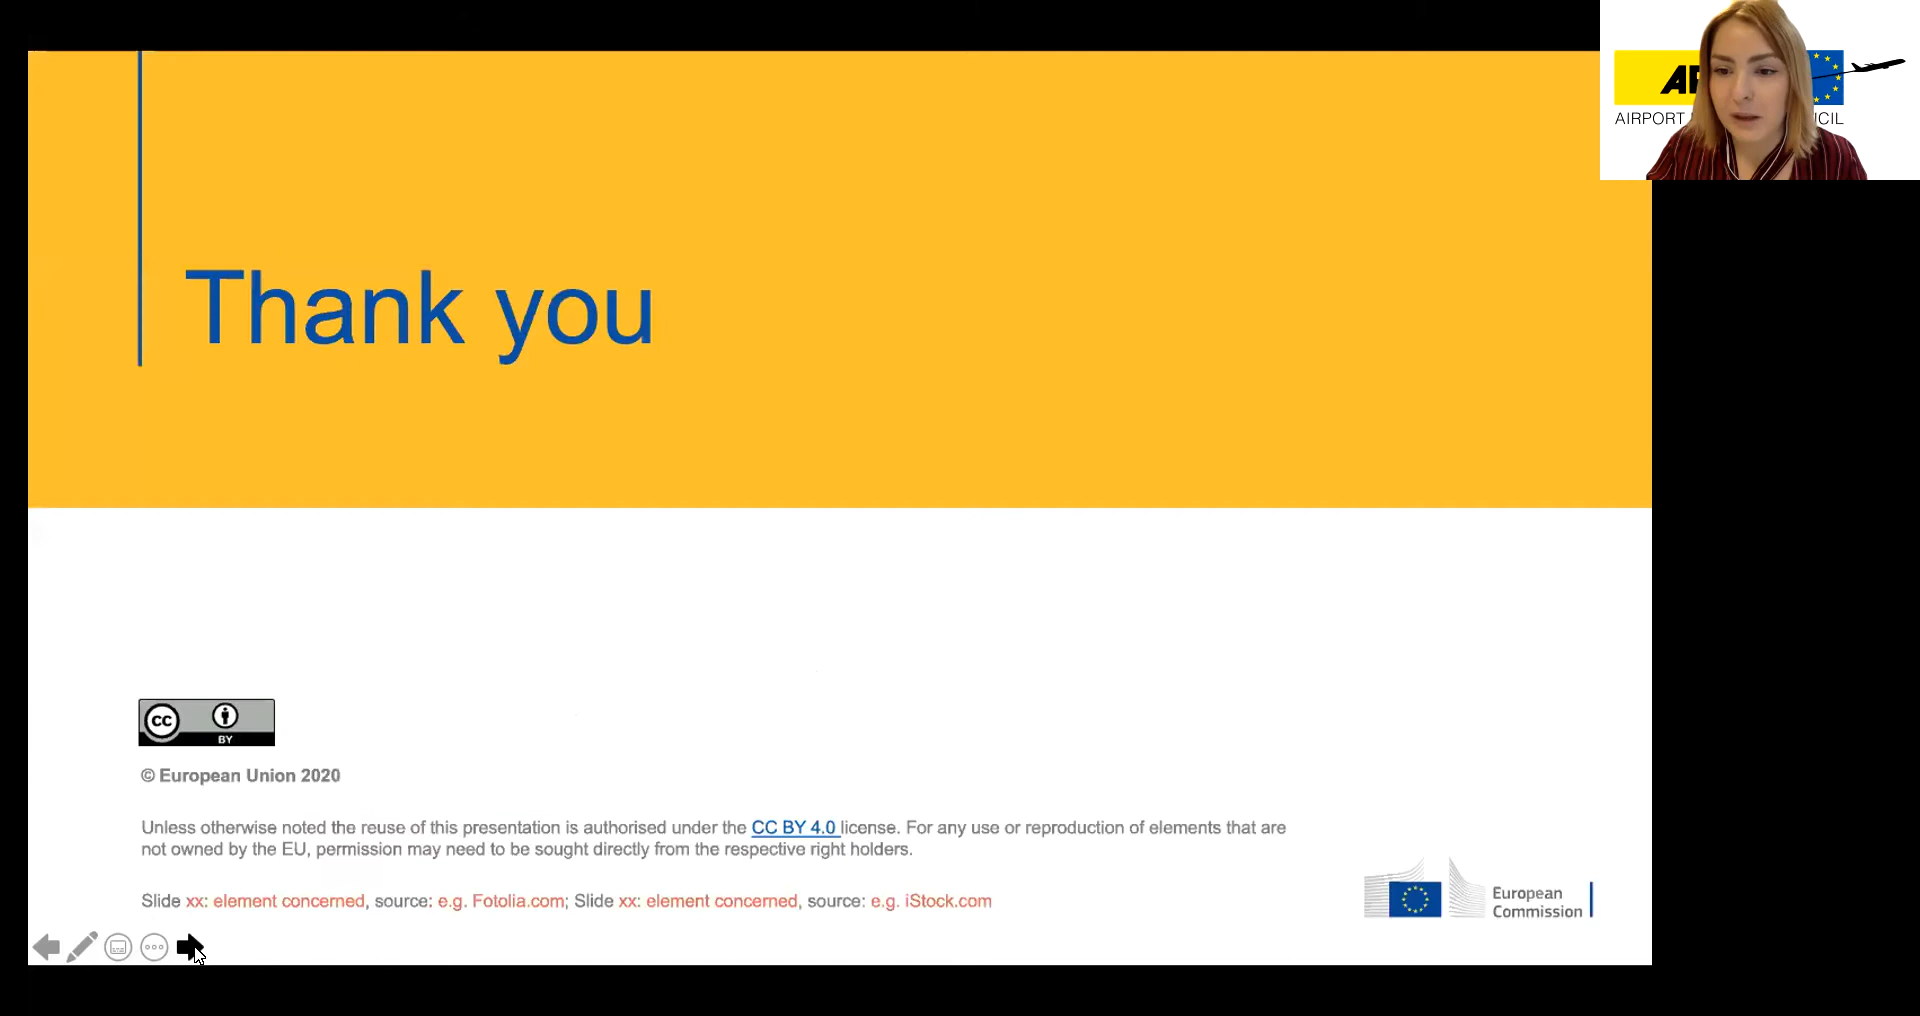 Thank you
AIRPORT
CIL
CC
BY
© European Union 2020
Unless otherwise noted the reuse of this presentation is authorised under the CC BY 4.0 license. For any use or reproduction of elements that are
not owned by the EU, permission may need to be sought directly from the respective right holders.
Slide xx: element concerned, source: e.g. Fotolia.com; Slide xx: element concerned, source: e.g. iStock.com
European
Commission